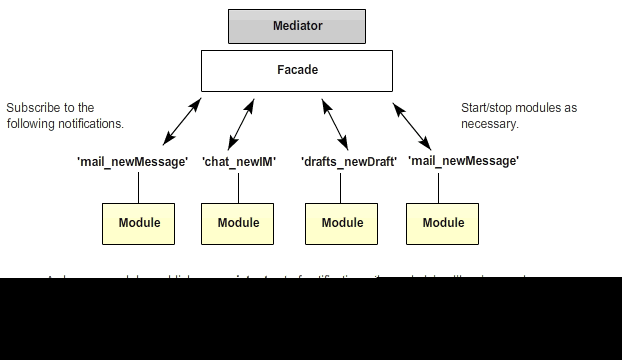 Mediator
Facade
Subscribe to the
following notifications.
Start/stop modules as
necessary.
'mail_newMessage' 'chat_newIM' 'drafts_newDraft' 'mail_newMessage'
Module Module Module Module